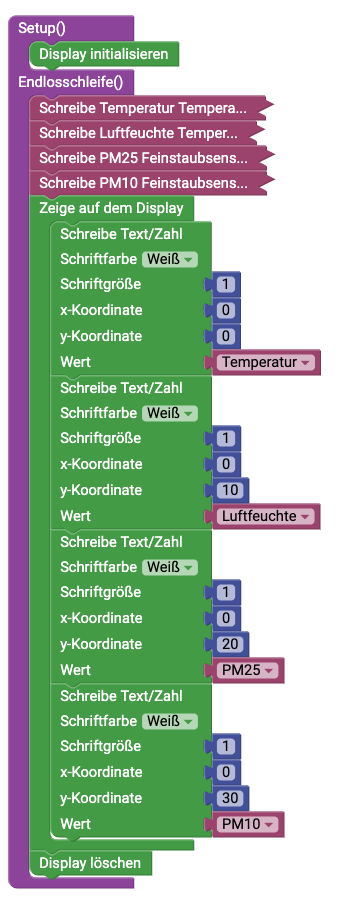 Setup()
Display initialisieren
Endlosschleife()
Schreibe Temperatur Tempera...
Schreibe Luftfeuchte Temper...
Schreibe PM25 Feinstaubsens...
Schreibe PM10 Feinstaubsens...
Zeige auf dem Display
Schreibe Text/Zahl
Schriftfarbe Weiß
Schriftgröße 1
x-Koordinate 0
y-Koordinate 0
Wert Temperatur
Schreibe Text/Zahl
Schriftfarbe Weiß
Schriftgröße 1
x-Koordinate 0
y-Koordinate 10
Wert Luftfeuchte
Schreibe Text/Zahl
Schriftfarbe Weiß
Schriftgröße 1
x-Koordinate 0
y-Koordinate 20
Wert PM25
Schreibe Text/Zahl
Schriftfarbe Weiß
Schriftgröße 1
x-Koordinate 0
y-Koordinate 30
Wert PM10
Display löschen